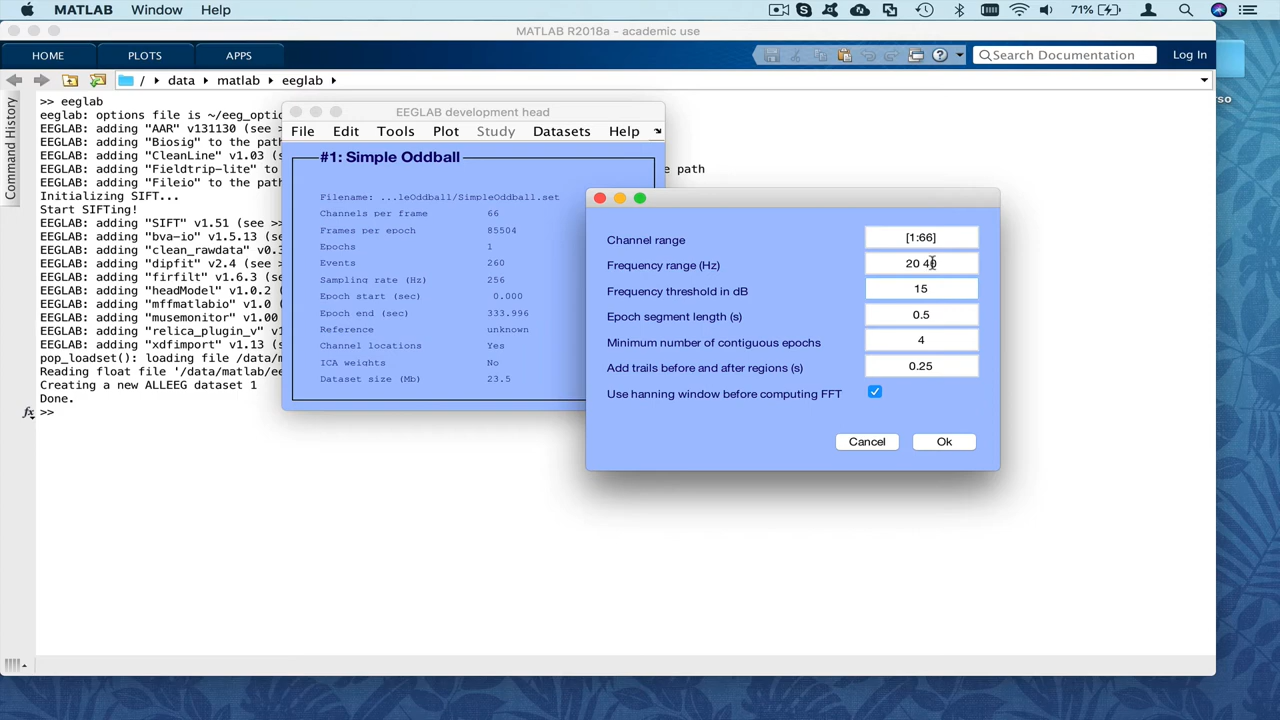 MATLAB Window Help 71%
MATLAB R2018a - academic use
HOME PLOTS APPS Search Documentation Log In
/ data matlab eeglab
Command History
>> eeglab
eeglab: options file is ~/eeg_optio
EEGLAB: adding "AAR" v131130 (see >
EEGLAB: adding "Biosig" to the path
EEGLAB: adding "CleanLine" v1.03 (s
EEGLAB: adding "Fieldtrip-lite" to e path
EEGLAB: adding "Fileio" to the path
Initializing SIFT...
Start SIFTing!
EEGLAB: adding "SIFT" v1.51 (see >>
EEGLAB: adding "bva-io" v1.5.13 (se
EEGLAB: adding "clean_rawdata" v0.3
EEGLAB: adding "dipfit" v2.4 (see >
EEGLAB: adding "firfilt" v1.6.3 (se
EEGLAB: adding "headModel" v1.0.2 (
EEGLAB: adding "mffmatlabio" v1.0 (
EEGLAB: adding "musemonitor" v1.00
EEGLAB: adding "relica_plugin_v" v1
EEGLAB: adding "xdfimport" v1.13 (s
pop_loadset(): loading file /data/m
Reading float file '/data/matlab/ee
Creating a new ALLEEG dataset 1
Done.
fx >>
EEGLAB development head
File Edit Tools Plot Study Datasets Help
#1: Simple Oddball
Filename: ...leOddball/SimpleOddball.set
Channels per frame 66
Frames per epoch 85504
Epochs 1
Events 260
Sampling rate (Hz) 256
Epoch start (sec) 0.000
Epoch end (sec) 333.996
Reference unknown
Channel locations Yes
ICA weights No
Dataset size (Mb) 23.5
Channel range [1:66]
Frequency range (Hz) 20 40
Frequency threshold in dB 15
Epoch segment length (s) 0.5
Minimum number of contiguous epochs 4
Add trails before and after regions (s) 0.25
Use hanning window before computing FFT
Cancel Ok
rso